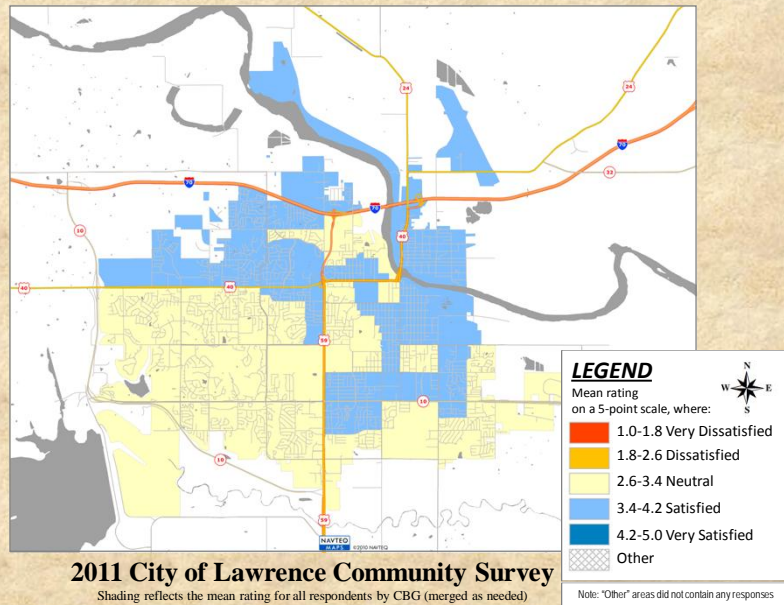 24
24
70
32
70
70
10
40
40
40
59
10
10
59
NAVTEQ
MAPS ©2010 NAVTEQ
LEGEND
Mean rating
on a 5-point scale, where:
N
W E
S
1.0-1.8 Very Dissatisfied
1.8-2.6 Dissatisfied
2.6-3.4 Neutral
3.4-4.2 Satisfied
4.2-5.0 Very Satisfied
Other
2011 City of Lawrence Community Survey
Shading reflects the mean rating for all respondents by CBG (merged as needed)
Note: "Other" areas did not contain any responses